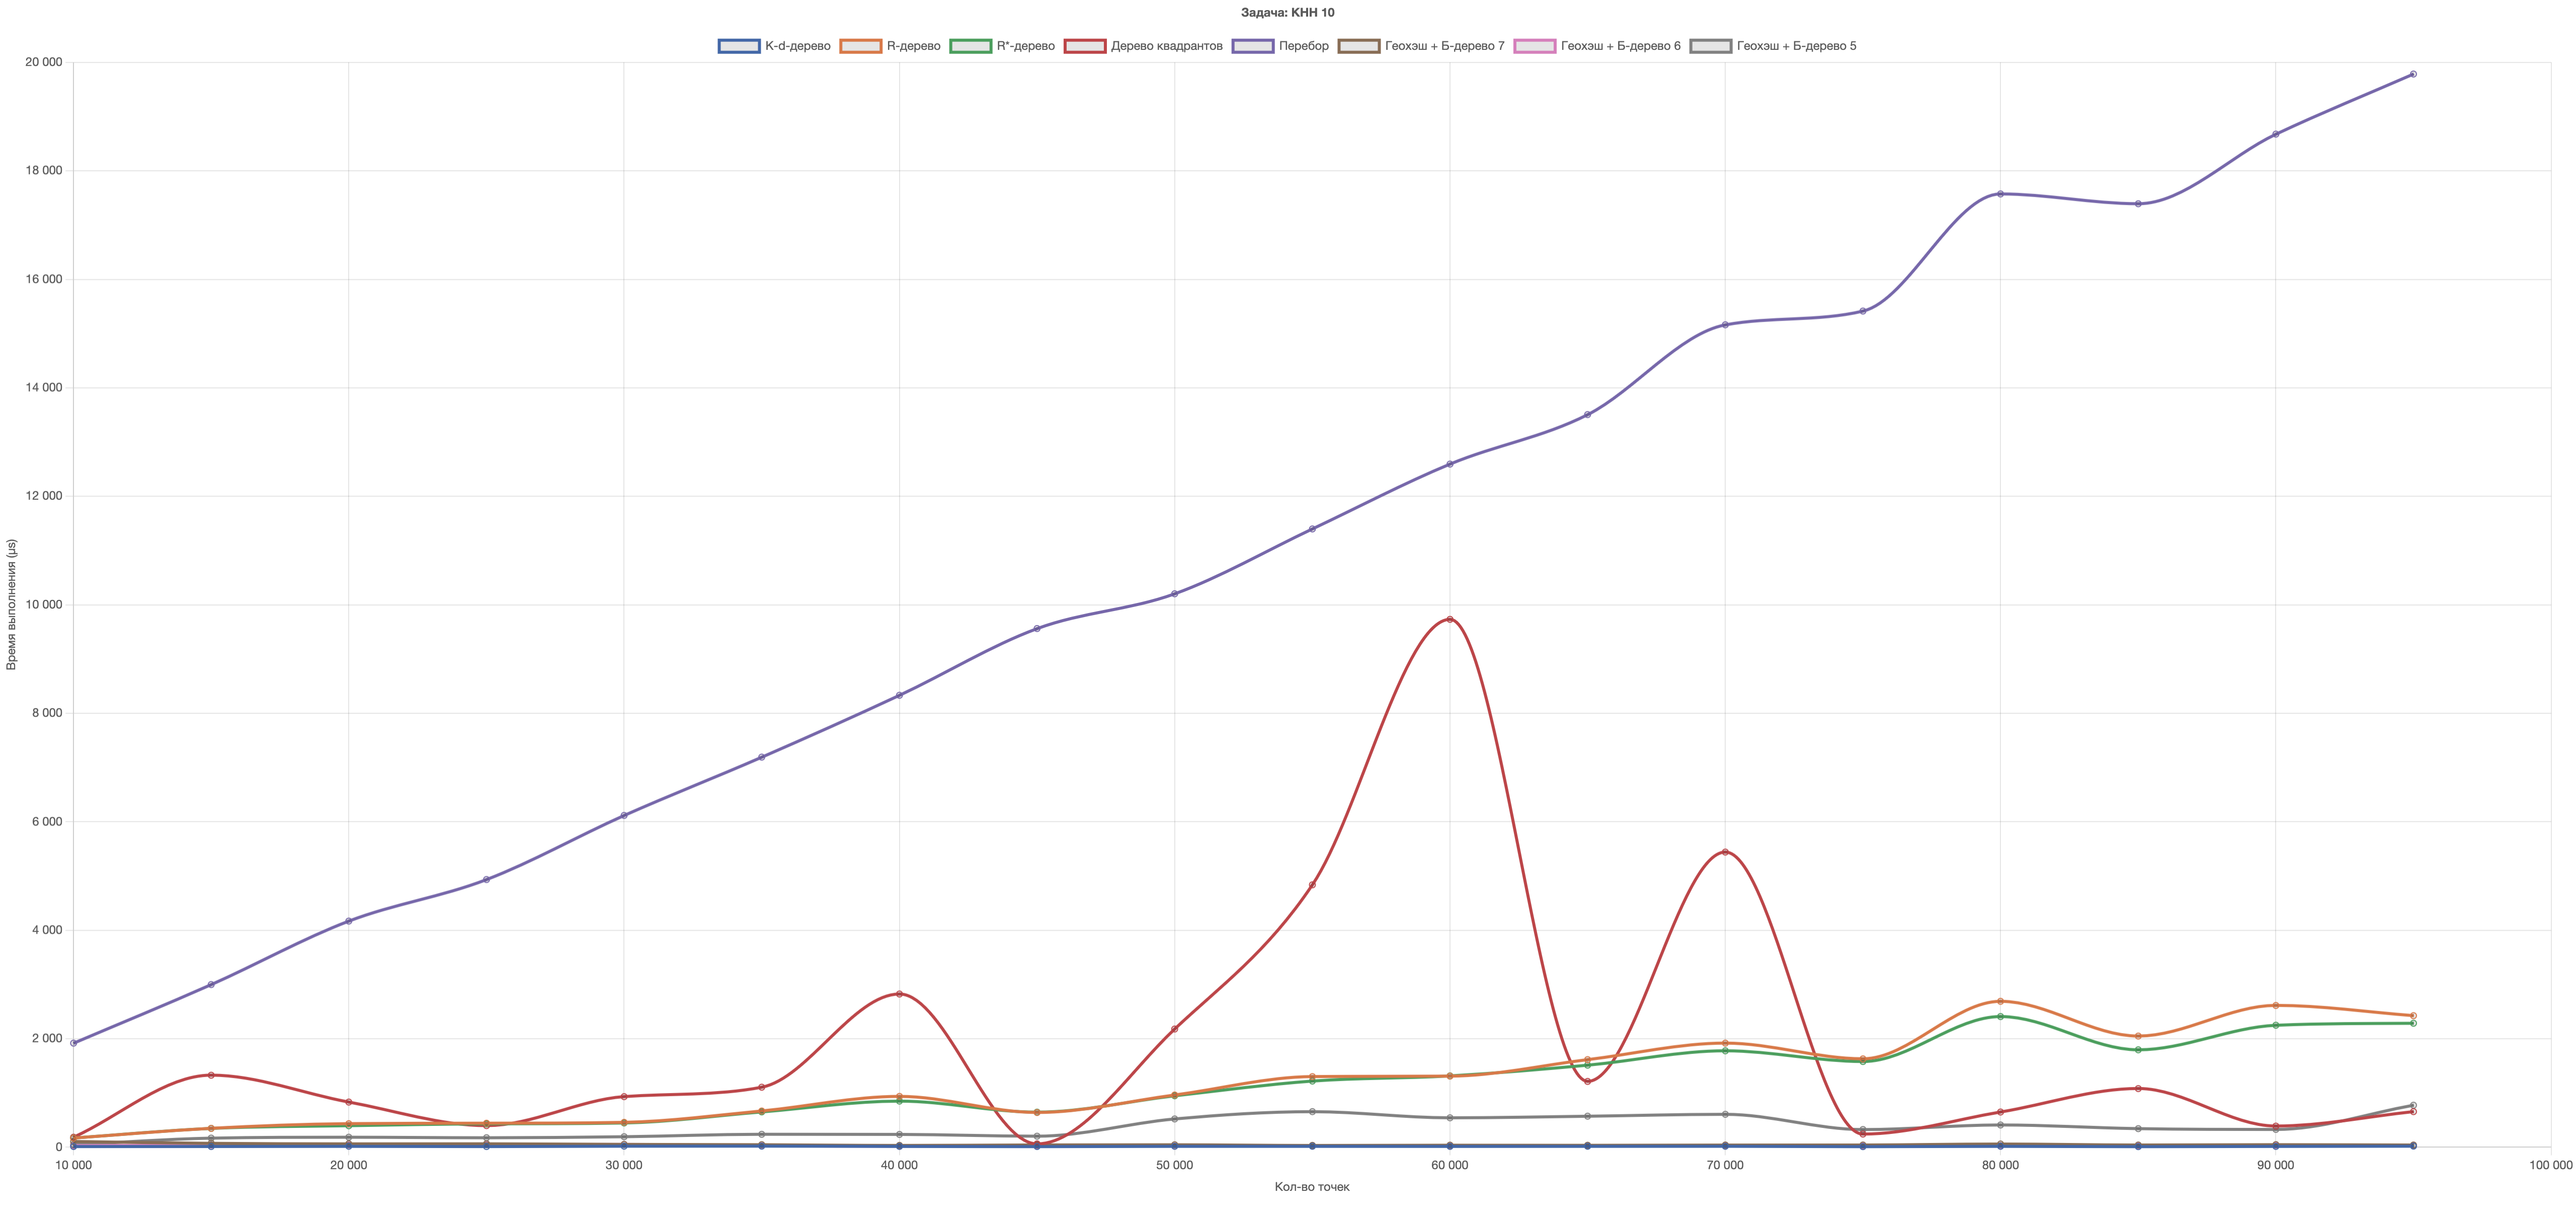 Задача: КНН 10
К-d-дерево R-дерево R*-дерево Дерево квадрантов Перебор Геохэш + Б-дерево 7 Геохэш + Б-дерево 6 Геохэш + Б-дерево 5
20 000
18 000
16 000
14 000
12 000
10 000
8 000
6 000
4 000
2 000
0
Время выполнения (µs)
10 000 20 000 30 000 40 000 50 000 60 000 70 000 80 000 90 000 100 000
Кол-во точек